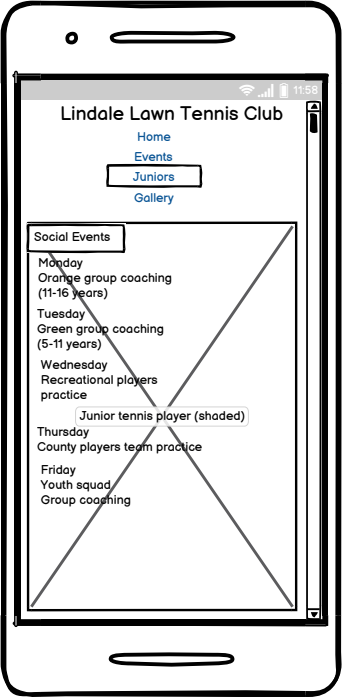 11:58
Lindale Lawn Tennis Club
Home
Events
Juniors
Gallery
Social Events
Monday
Orange group coaching
(11-16 years)
Tuesday
Green group coaching
(5-11 years)
Wednesday
Recreational players
practice
Junior tennis player (shaded)
Thursday
County players team practice
Friday
Youth squad
Group coaching